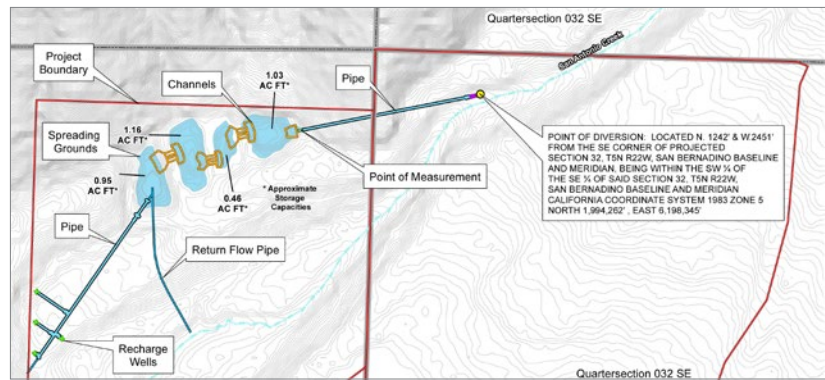 Quartersection 032 SE
San Antonio Creek
Project
Boundary
Channels
1.03
AC FT*
Pipe
1.16
AC FT*
Spreading
Grounds
0.95
AC FT*
0.46
AC FT*
* Approximate
Storage
Capacities
Point of Measurement
POINT OF DIVERSION: LOCATED N. 1242' & W.2451'
FROM THE SE CORNER OF PROJECTED
SECTION 32, T5N R22W, SAN BERNADINO BASELINE
AND MERIDIAN. BEING WITHIN THE SW ¼ OF
THE SE ¼ OF SAID SECTION 32, T5N R22W,
SAN BERNADINO BASELINE AND MERIDIAN
CALIFORNIA COORDINATE SYSTEM 1983 ZONE 5
NORTH 1,994,262' , EAST 6,198,345'
Pipe
Return Flow Pipe
Recharge
Wells
Quartersection 032 SE